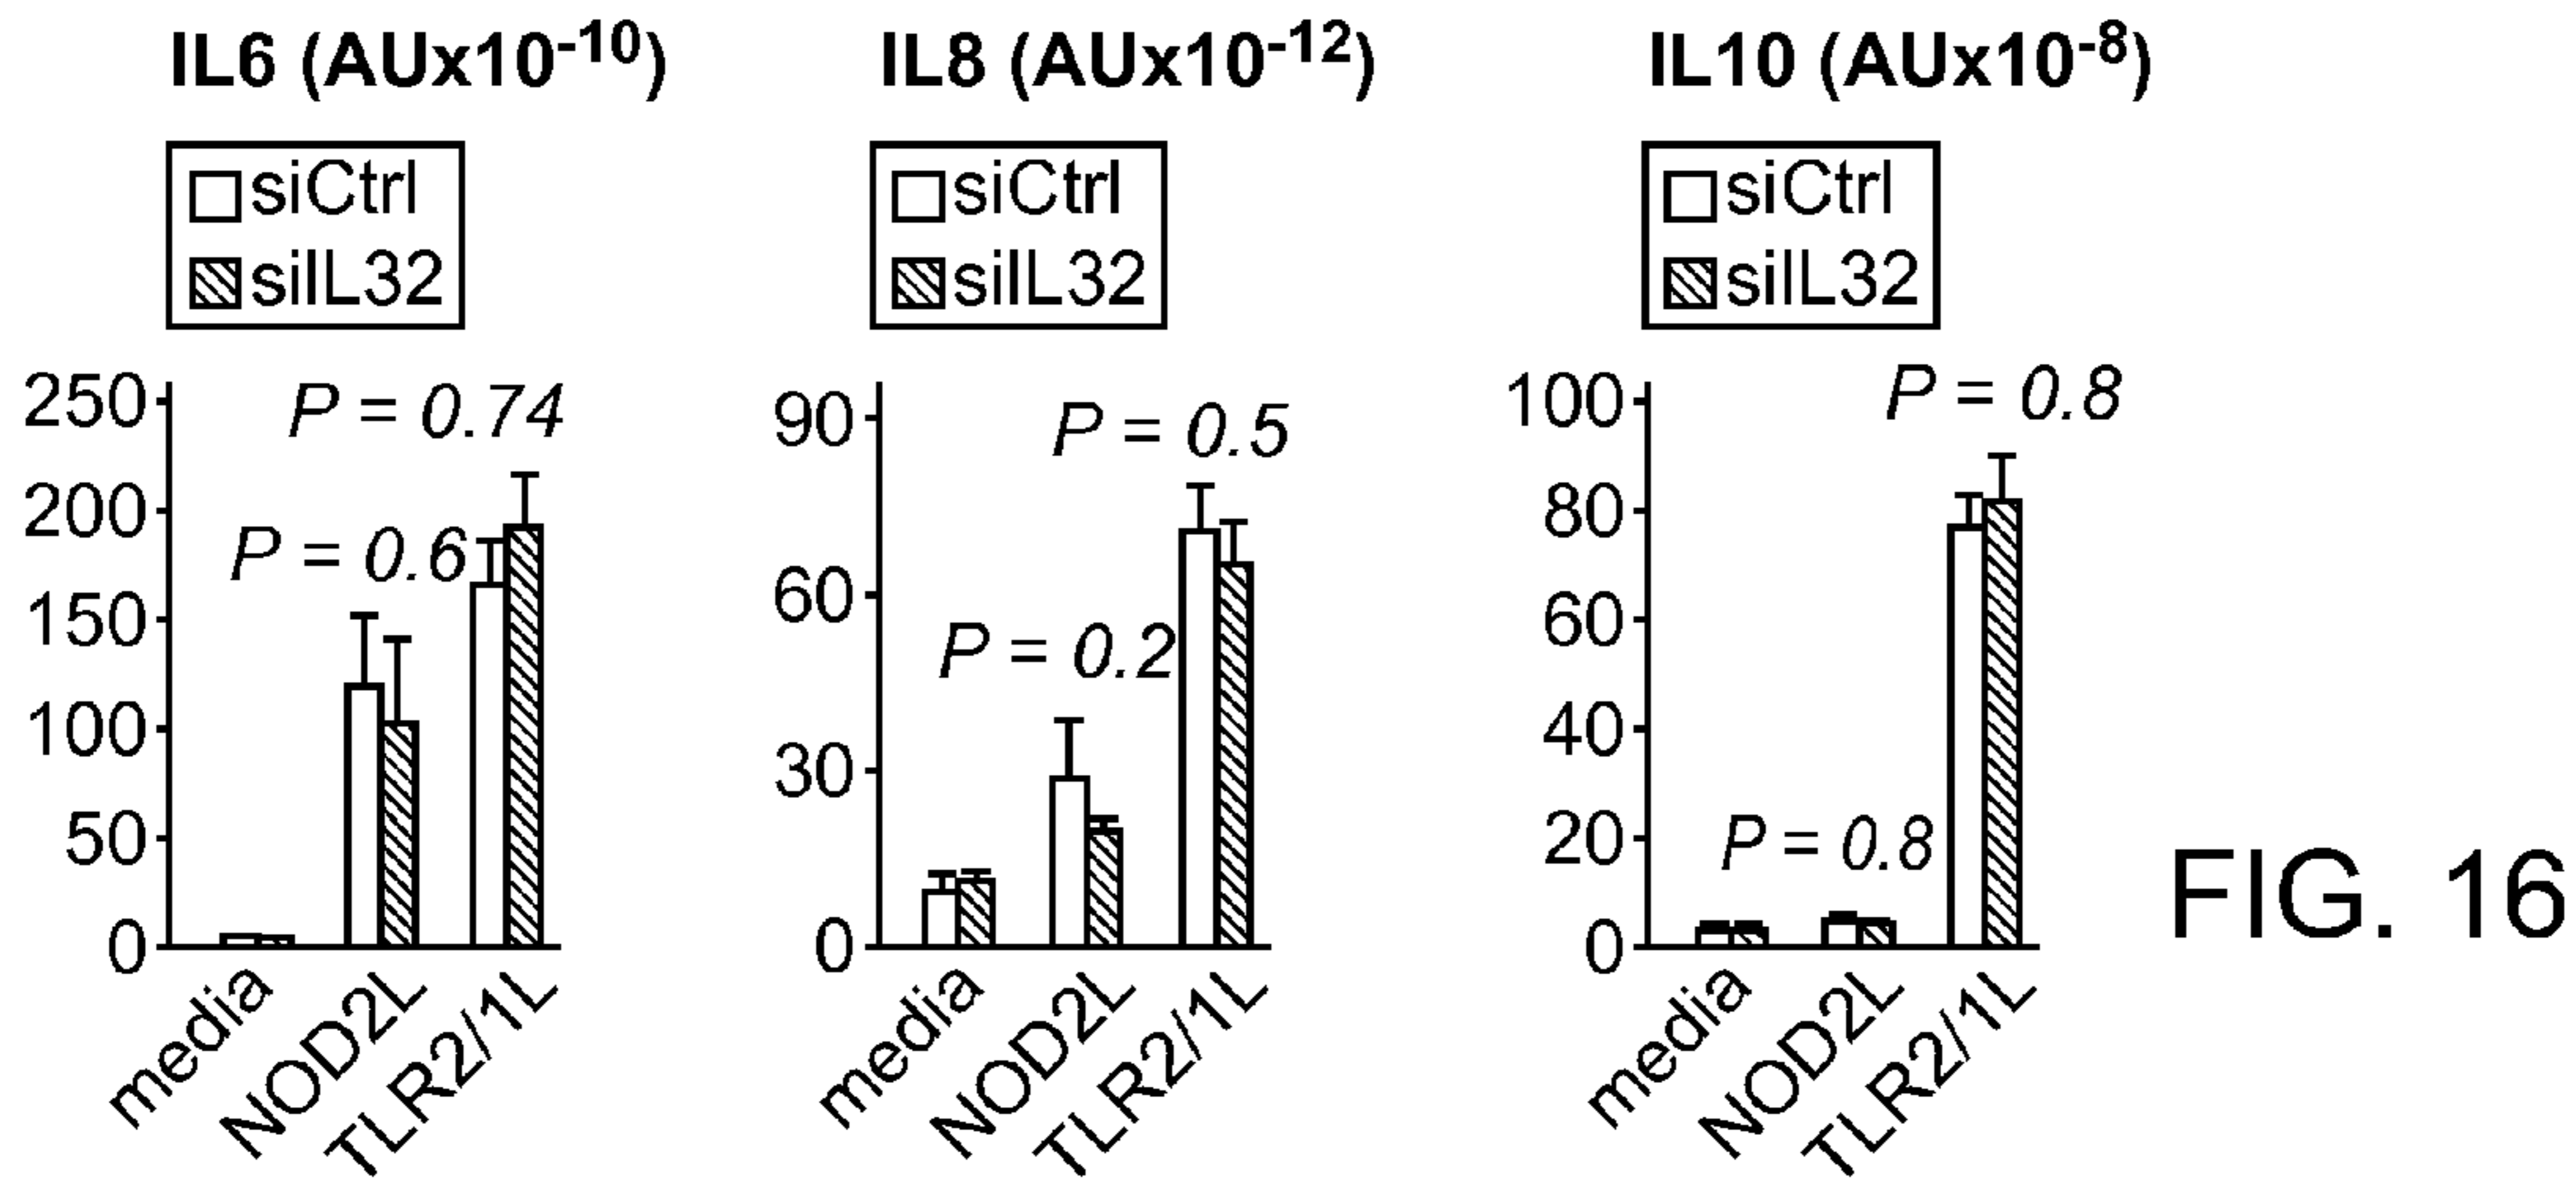 IL6 (AUx10⁻¹⁰)
siCtrl
siIL32
250
200
150
100
50
0
P = 0.74
P = 0.6
media
NOD2L
TLR2/1L
IL8 (AUx10⁻¹²)
siCtrl
siIL32
90
60
30
0
P = 0.5
P = 0.2
media
NOD2L
TLR2/1L
IL10 (AUx10⁻⁸)
siCtrl
siIL32
100
80
60
40
20
0
P = 0.8
P = 0.8
media
NOD2L
TLR2/1L
FIG. 16